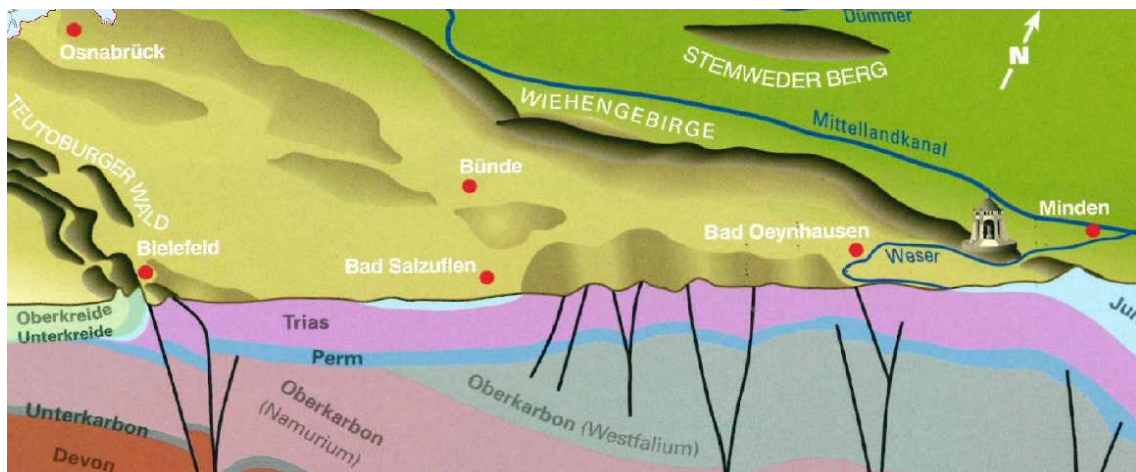 Dümmer
Osnabrück
STEMWEDER BERG
N
TEUTOBURGER WALD
WIEHENGEBIRGE
Mittellandkanal
Bünde
Minden
Bielefeld
Bad Salzuflen
Bad Oeynhausen
Weser
Oberkreide
Unterkreide
Trias
Perm
Oberkarbon
(Namurium)
Oberkarbon (Westfalium)
Unterkarbon
Devon